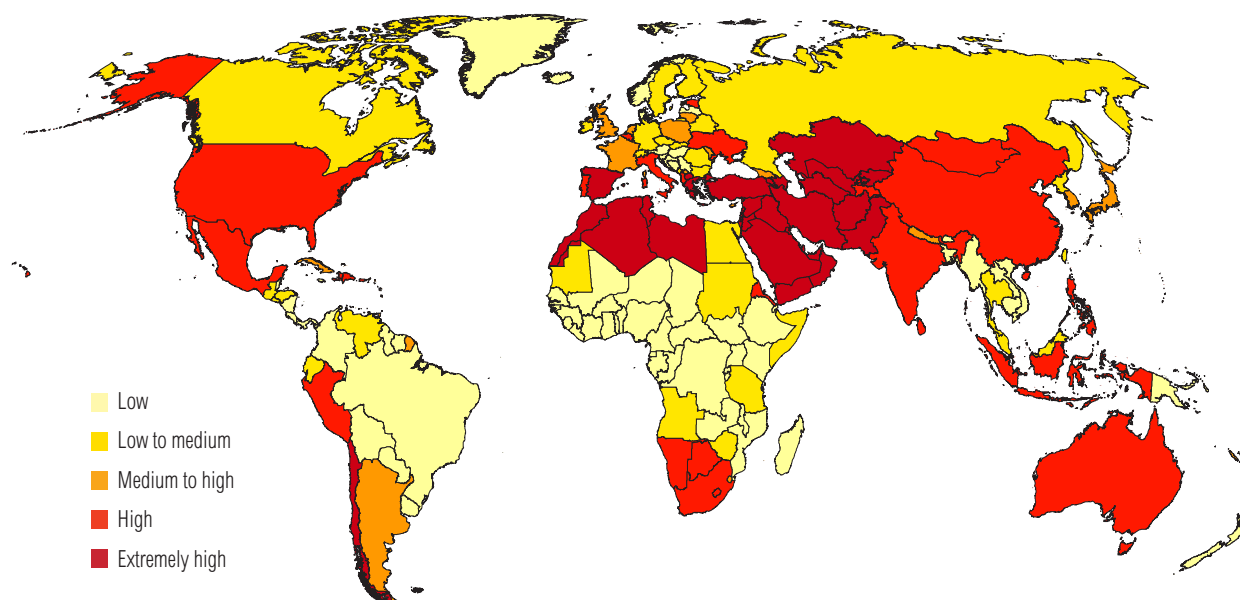 Low
Low to medium
Medium to high
High
Extremely high